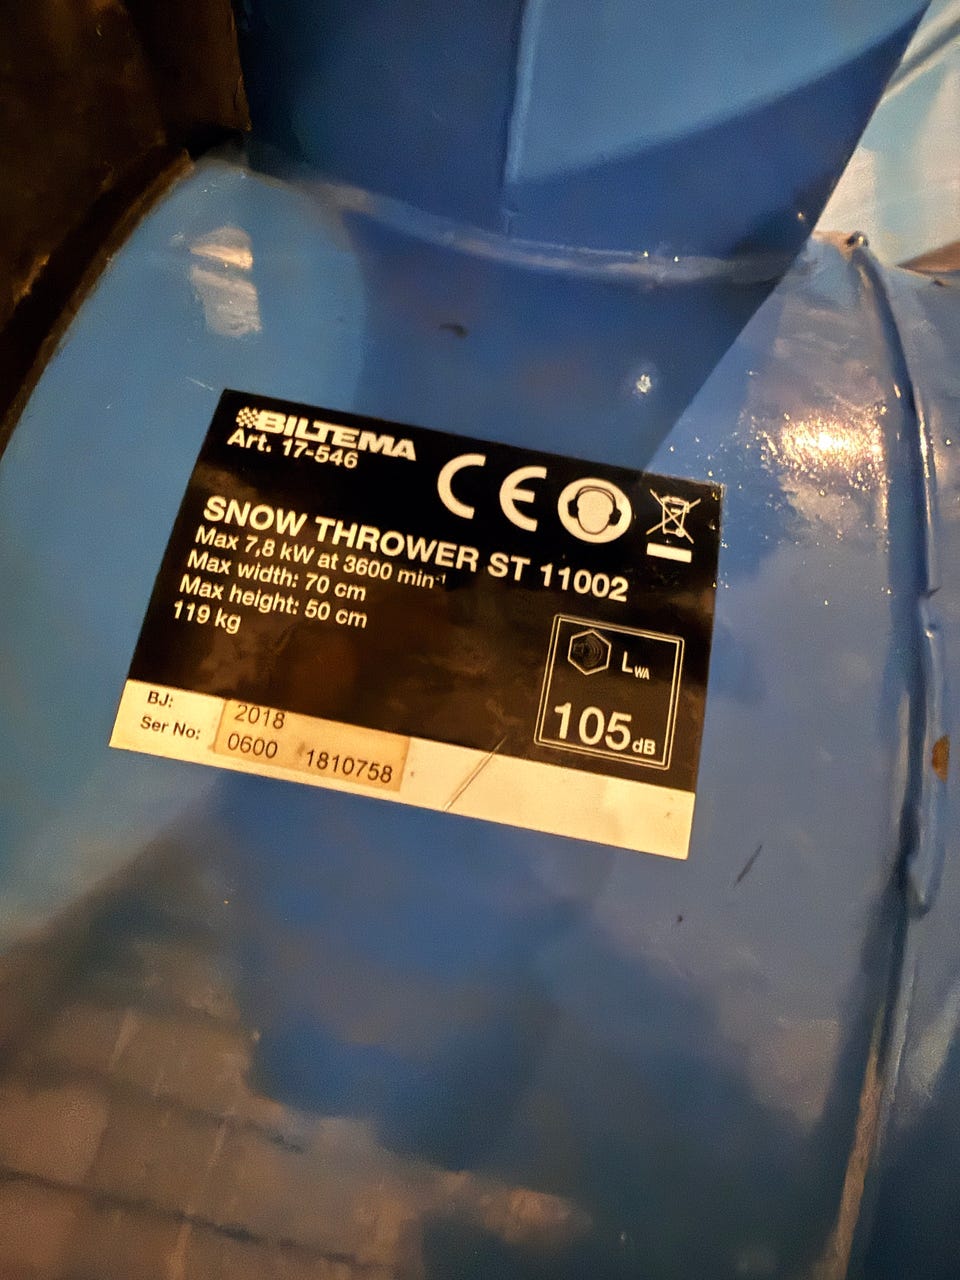 BILTEMA
Art. 17-546
CE
SNOW THROWER ST 11002
Max 7,8 kW at 3600 min⁻¹
Max width: 70 cm
Max height: 50 cm
119 kg
LWA
105dB
BJ: 2018
Ser No: 0600 1810758